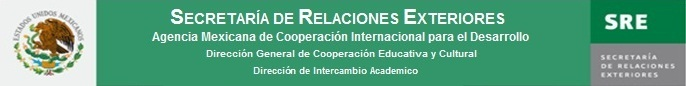 ESTADOS UNIDOS MEXICANOS
SECRETARÍA DE RELACIONES EXTERIORES
Agencia Mexicana de Cooperación Internacional para el Desarrollo
Dirección General de Cooperación Educativa y Cultural
Dirección de Intercambio Academico
SRE
SECRETARÍA
DE RELACIONES
EXTERIORES